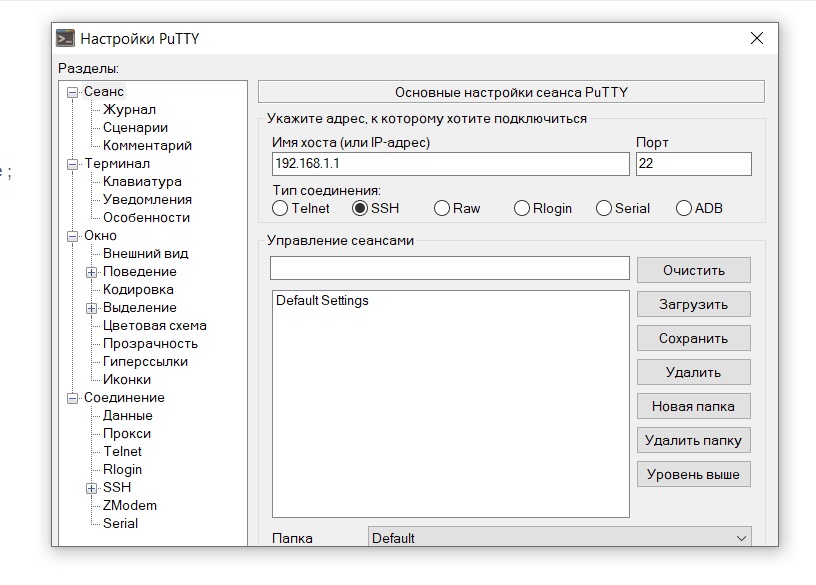 Настройки PuTTY
Разделы:
Сеанс
Журнал
Сценарии
Комментарий
Терминал
Клавиатура
Уведомления
Особенности
Окно
Внешний вид
Поведение
Кодировка
Выделение
Цветовая схема
Прозрачность
Гиперссылки
Иконки
Соединение
Данные
Прокси
Telnet
Rlogin
SSH
ZModem
Serial
Основные настройки сеанса PuTTY
Укажите адрес, к которому хотите подключиться
Имя хоста (или IP-адрес) Порт
192.168.1.1 22
Тип соединения:
Telnet SSH Raw Rlogin Serial ADB
Управление сеансами
Default Settings
Очистить
Загрузить
Сохранить
Удалить
Новая папка
Удалить папку
Уровень выше
Папка Default
;